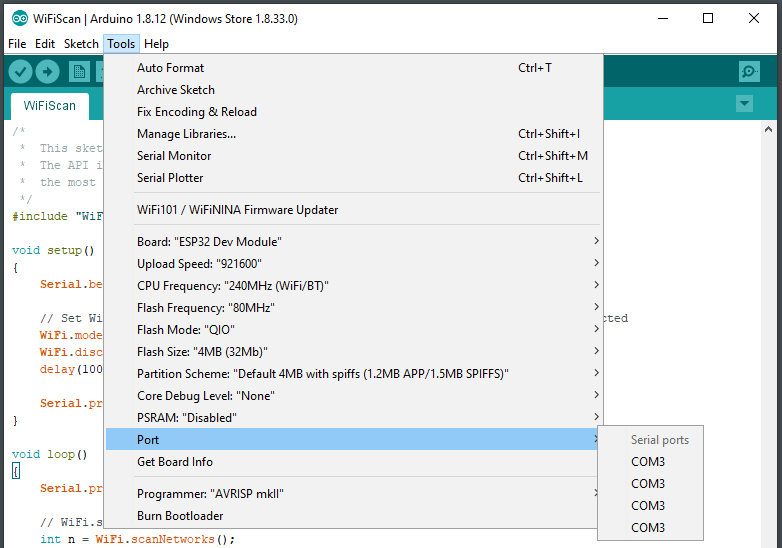 WiFiScan | Arduino 1.8.12 (Windows Store 1.8.33.0)
File Edit Sketch Tools Help
WiFiScan
Auto Format Ctrl+T
Archive Sketch
Fix Encoding & Reload
Manage Libraries... Ctrl+Shift+I
Serial Monitor Ctrl+Shift+M
Serial Plotter Ctrl+Shift+L
WiFi101 / WiFiNINA Firmware Updater
Board: "ESP32 Dev Module"
Upload Speed: "921600"
CPU Frequency: "240MHz (WiFi/BT)"
Flash Frequency: "80MHz"
Flash Mode: "QIO"
Flash Size: "4MB (32Mb)"
Partition Scheme: "Default 4MB with spiffs (1.2MB APP/1.5MB SPIFFS)"
Core Debug Level: "None"
PSRAM: "Disabled"
Port
Get Board Info
Programmer: "AVRISP mkII"
Burn Bootloader
Serial ports
COM3
COM3
COM3
COM3
/*
* This sket
* The API i
* the most
*/
#include "WiF
void setup()
{
Serial.be
// Set Wi cted
WiFi.mode
WiFi.disc
delay(100
Serial.pr
}
void loop()
{
Serial.pr
// WiFi.s
int n = WiFi.scanNetworks();